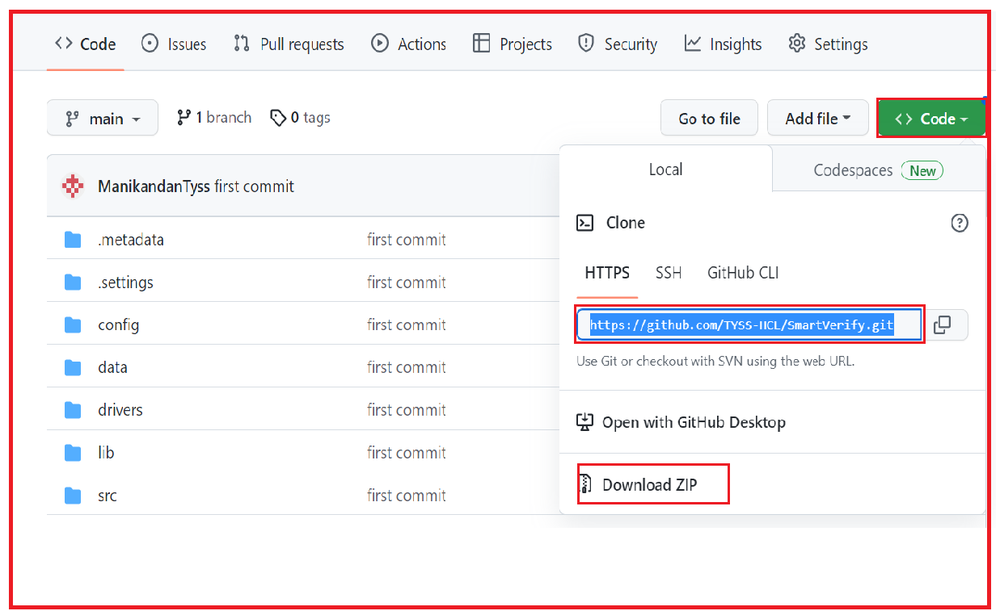 Code Issues Pull requests Actions Projects Security Insights Settings
main 1 branch 0 tags Go to file Add file Code
ManikandanTyss first commit
.metadata first commit
.settings first commit
config first commit
data first commit
drivers first commit
lib first commit
src first commit
Local Codespaces New
Clone
HTTPS SSH GitHub CLI
https://github.com/TYSS-HCL/SmartVerify.git
Use Git or checkout with SVN using the web URL.
Open with GitHub Desktop
Download ZIP